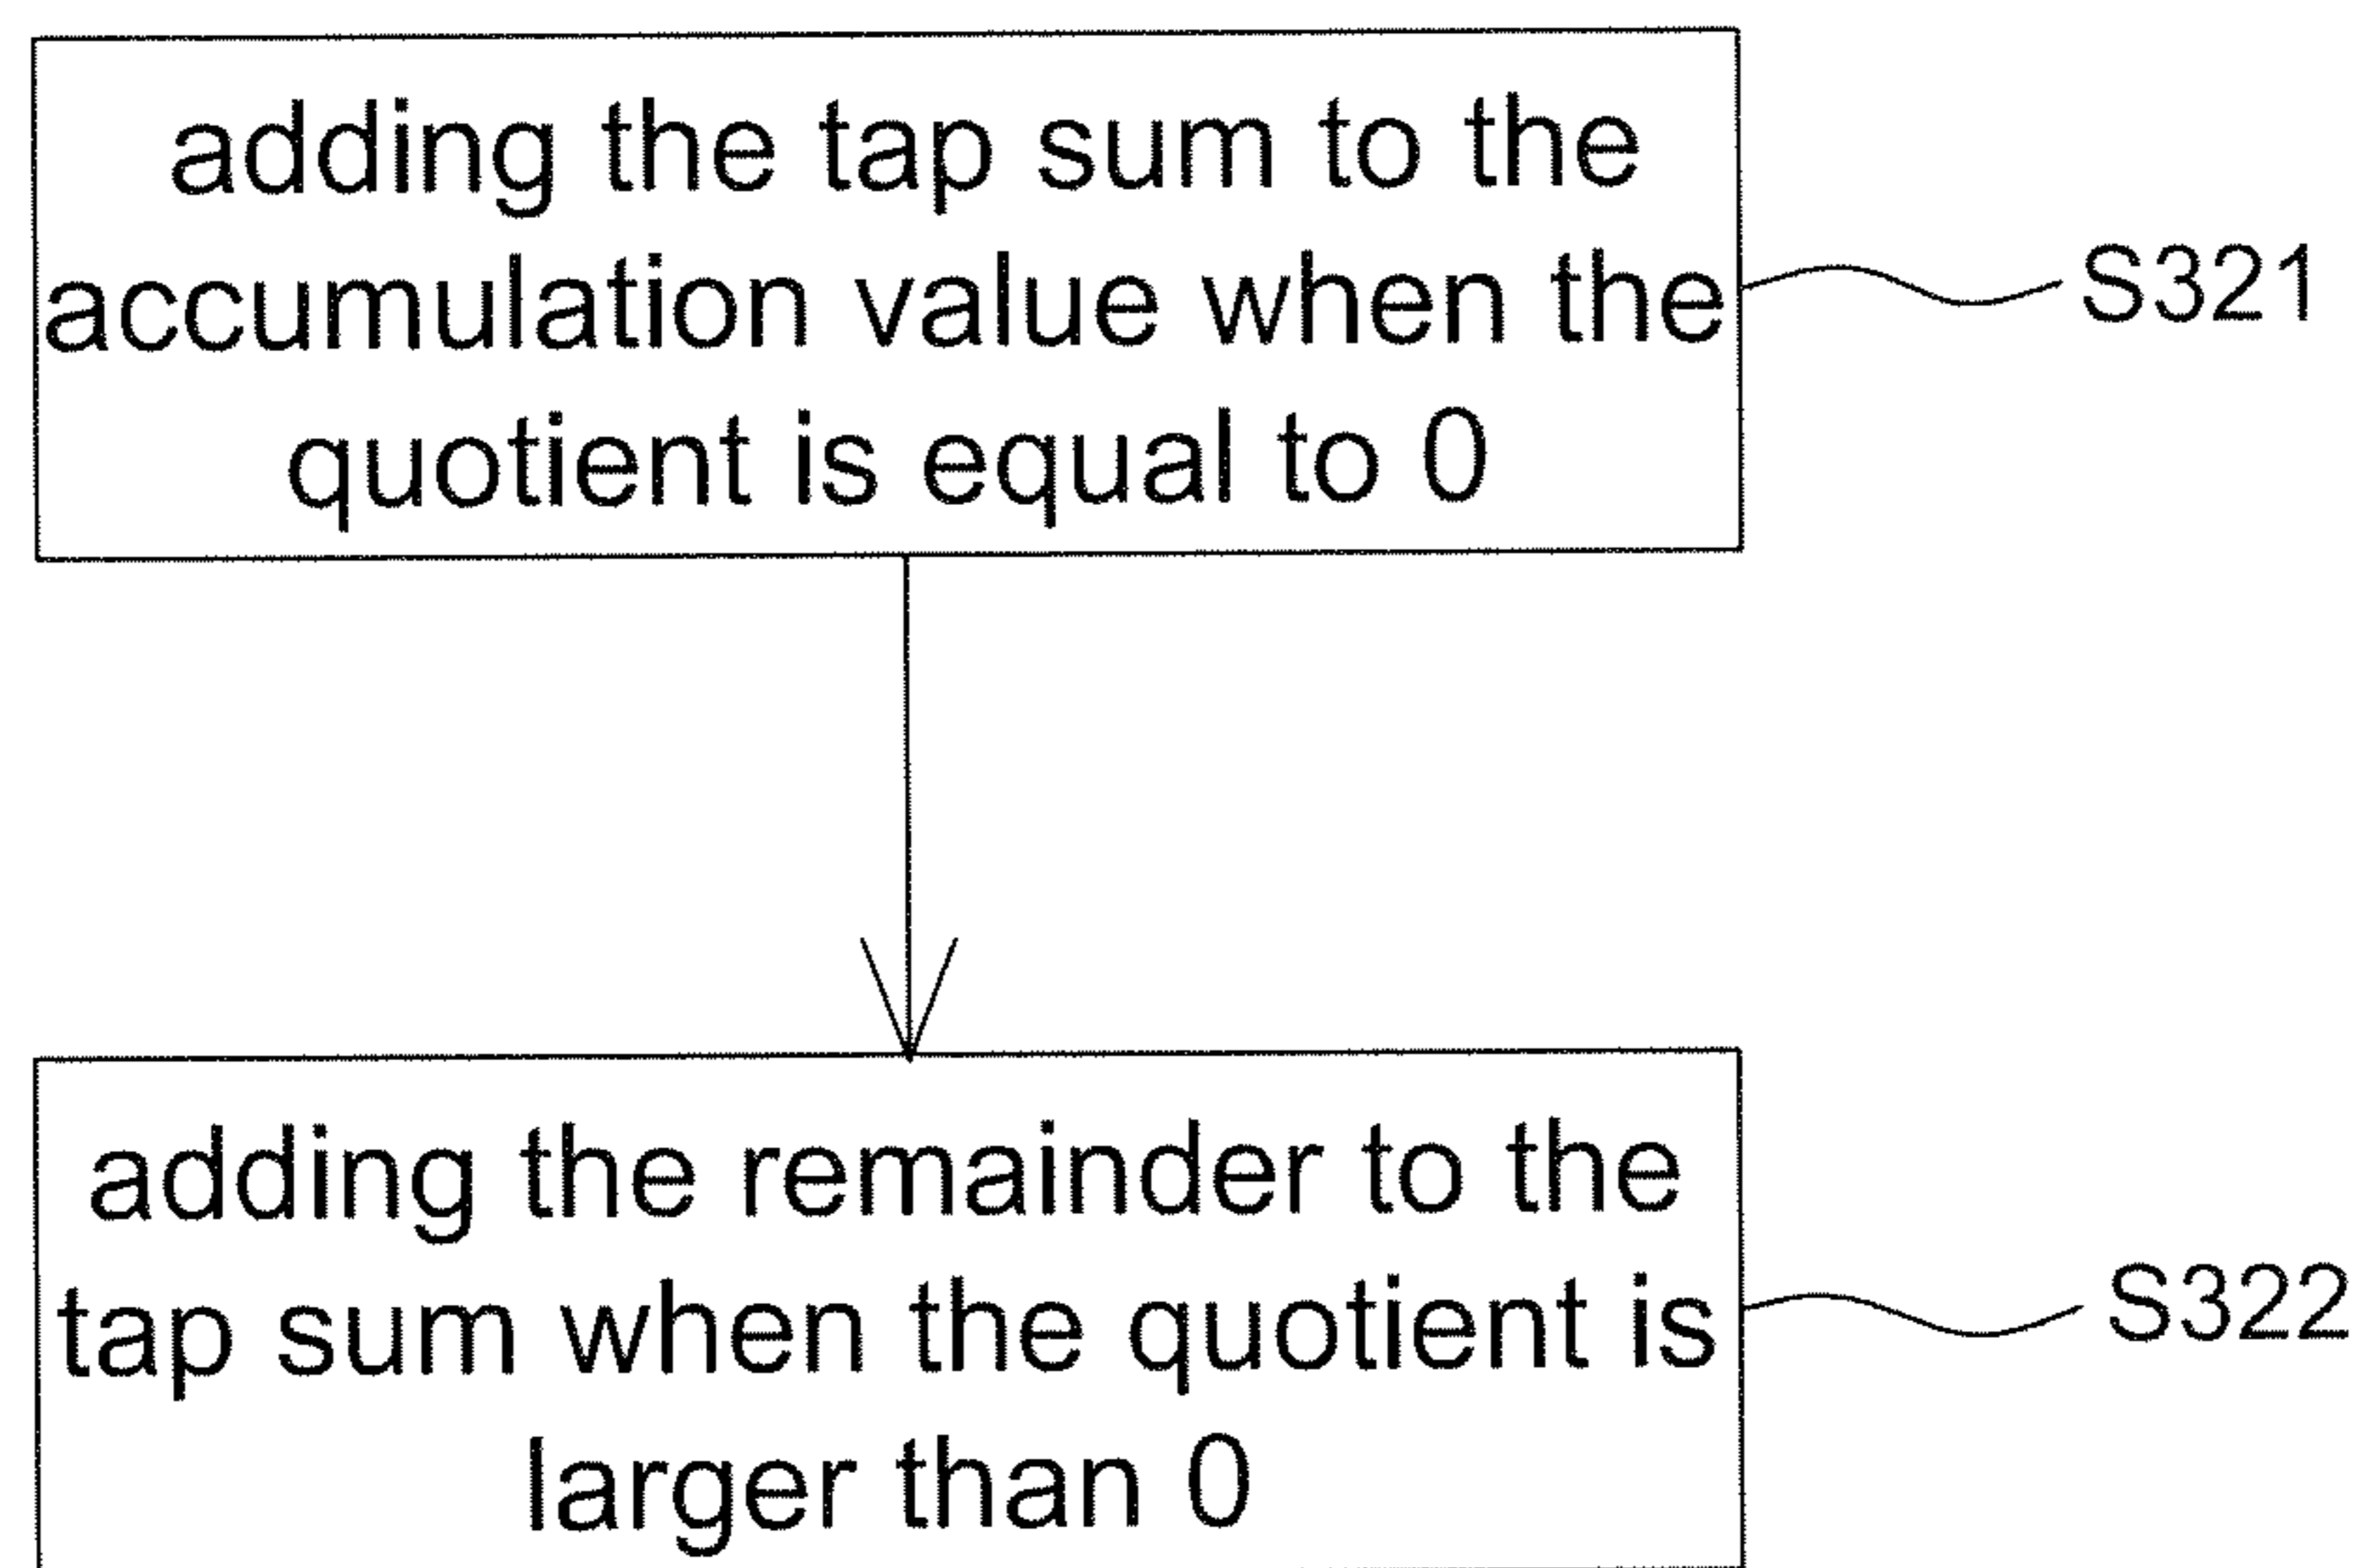 adding the tap sum to the
accumulation value when the
quotient is equal to 0
S321
adding the remainder to the
tap sum when the quotient is
larger than 0
S322